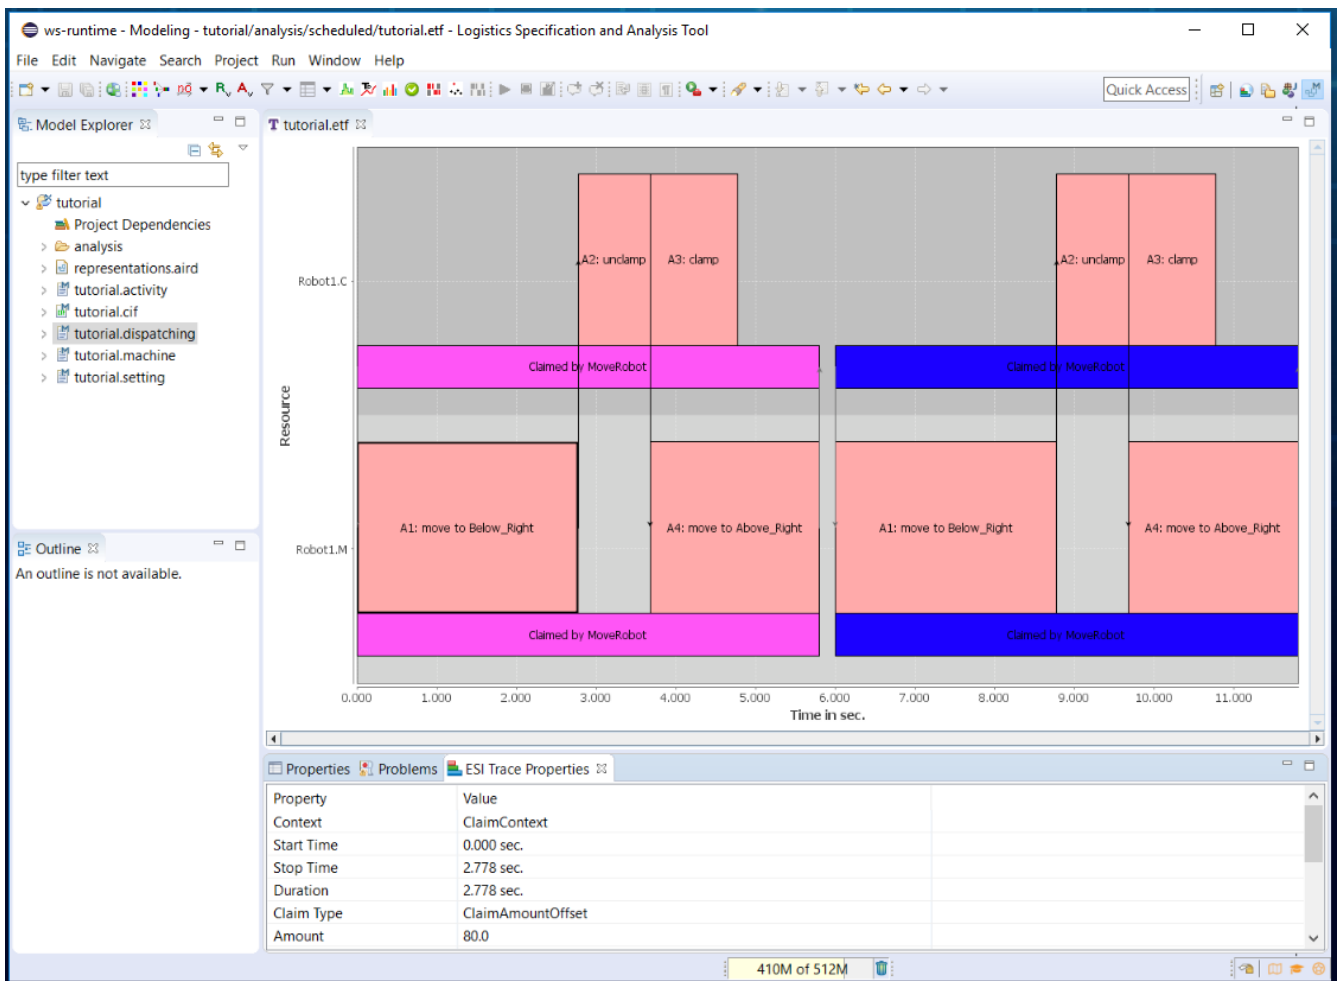 ws-runtime - Modeling - tutorial/analysis/scheduled/tutorial.etf - Logistics Specification and Analysis Tool
File Edit Navigate Search Project Run Window Help
Quick Access
Model Explorer
type filter text
tutorial
Project Dependencies
analysis
representations.aird
tutorial.activity
tutorial.cif
tutorial.dispatching
tutorial.machine
tutorial.setting
Outline
An outline is not available.
tutorial.etf
Resource
Robot1.C
A2: unclamp A3: clamp A2: unclamp A3: clamp
Claimed by MoveRobot Claimed by MoveRobot
Robot1.M
A1: move to Below_Right A4: move to Above_Right A1: move to Below_Right A4: move to Above_Right
Claimed by MoveRobot Claimed by MoveRobot
0.000 1.000 2.000 3.000 4.000 5.000 6.000 7.000 8.000 9.000 10.000 11.000
Time in sec.
Properties Problems ESI Trace Properties
Property Value
Context ClaimContext
Start Time 0.000 sec.
Stop Time 2.778 sec.
Duration 2.778 sec.
Claim Type ClaimAmountOffset
Amount 80.0
410M of 512M